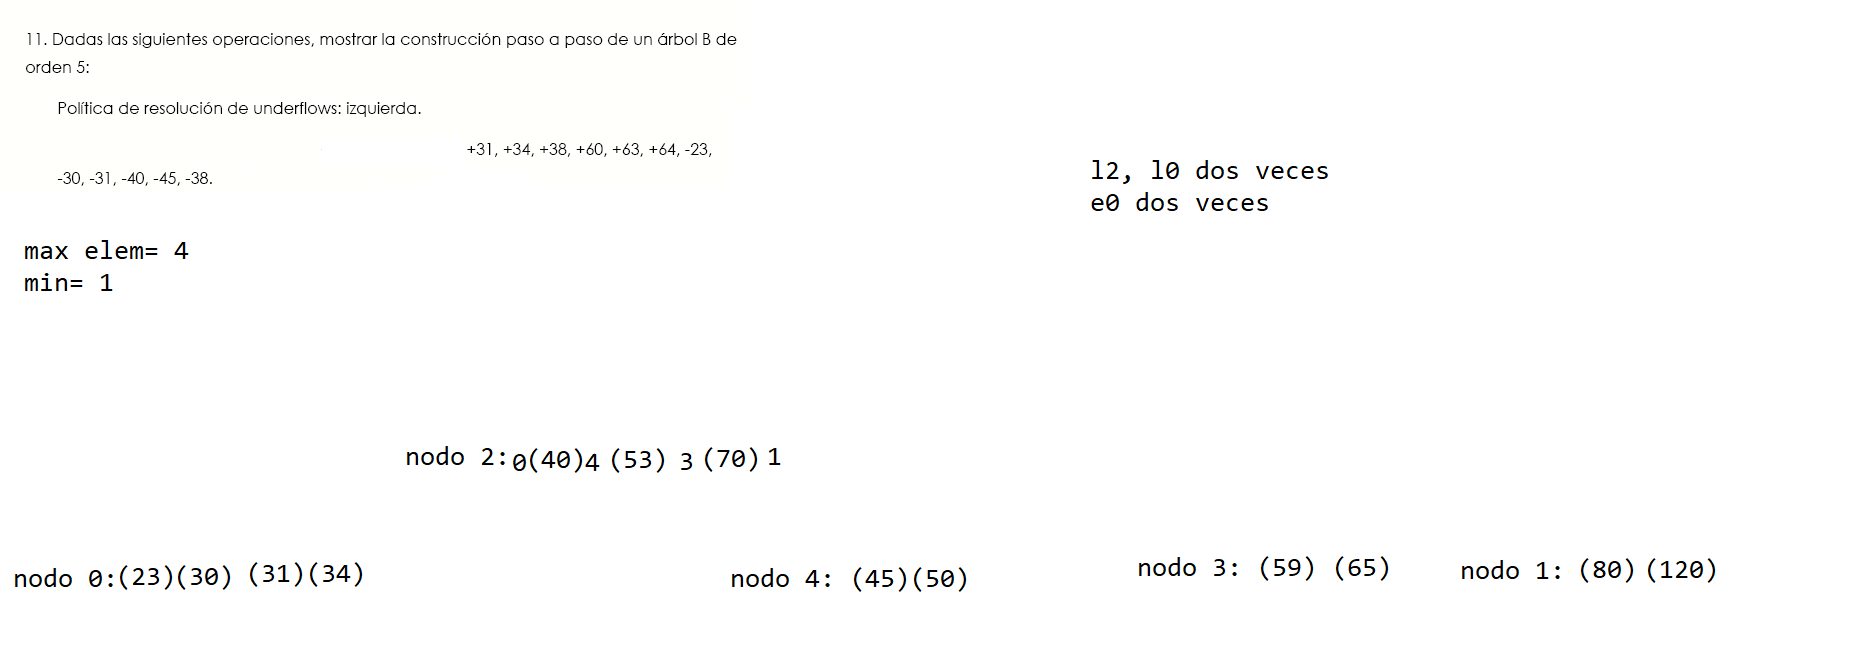 11. Dadas las siguientes operaciones, mostrar la construcción paso a paso de un árbol B de
orden 5:
Política de resolución de underflows: izquierda.
+31, +34, +38, +60, +63, +64, -23,
-30, -31, -40, -45, -38.
l2, l0 dos veces
e0 dos veces
max elem= 4
min= 1
nodo 2:0(40)4 (53) 3 (70) 1
nodo 0:(23)(30) (31)(34)
nodo 4: (45)(50)
nodo 3: (59) (65)
nodo 1: (80) (120)